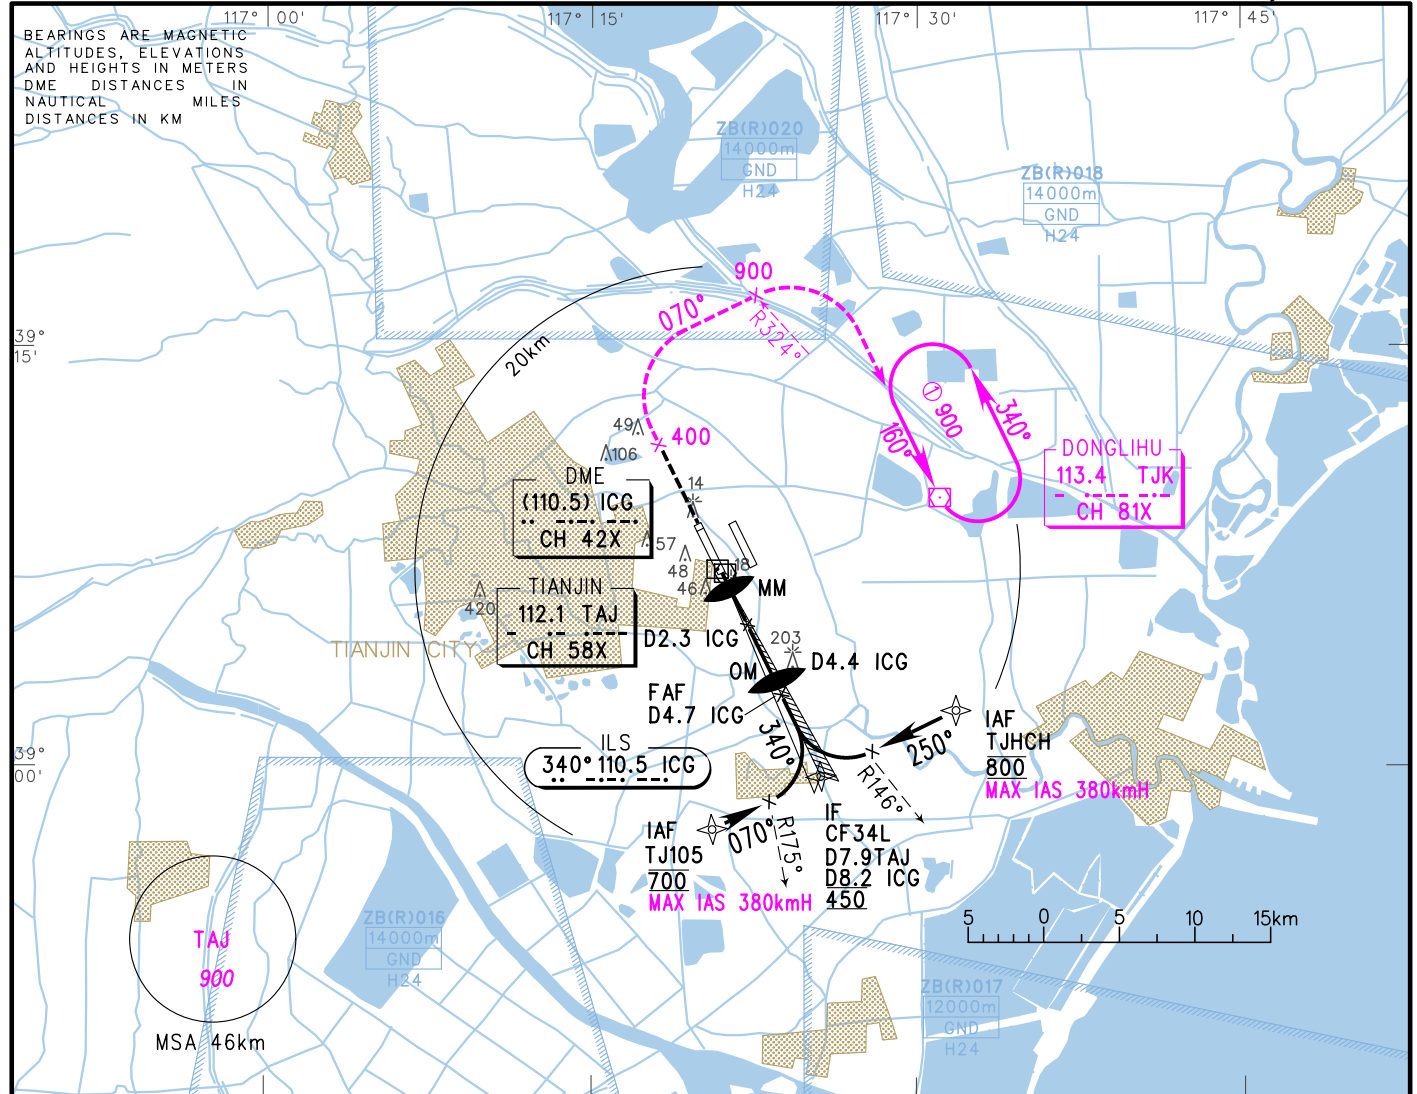 117° 00'
117° 15'
117° 30'
117° 45'
BEARINGS ARE MAGNETIC
ALTITUDES, ELEVATIONS
AND HEIGHTS IN METERS
DME DISTANCES IN
NAUTICAL MILES
DISTANCES IN KM
ZB(R)020
14000m
GND
H24
ZB(R)018
14000m
GND
H24
39°
15'
20km
900
070°
R324°
400
① 900
160°
340°
DONGLIHU
113.4 TJK
CH 81X
49
106
14
57
48
46
18
420
203
DME
(110.5) ICG
CH 42X
TIANJIN
112.1 TAJ
CH 58X
TIANJIN CITY
MM
D2.3 ICG
OM
D4.4 ICG
FAF
D4.7 ICG
340°
ILS
340° 110.5 ICG
250°
IAF
TJHCH
800
MAX IAS 380kmH
R146°
39°
00'
IAF
TJ105
700
MAX IAS 380kmH
070°
R175°
IF
CF34L
D7.9TAJ
D8.2 ICG
450
5 0 5 10 15km
ZB(R)016
14000m
GND
H24
ZB(R)017
12000m
GND
H24
TAJ
900
MSA 46km